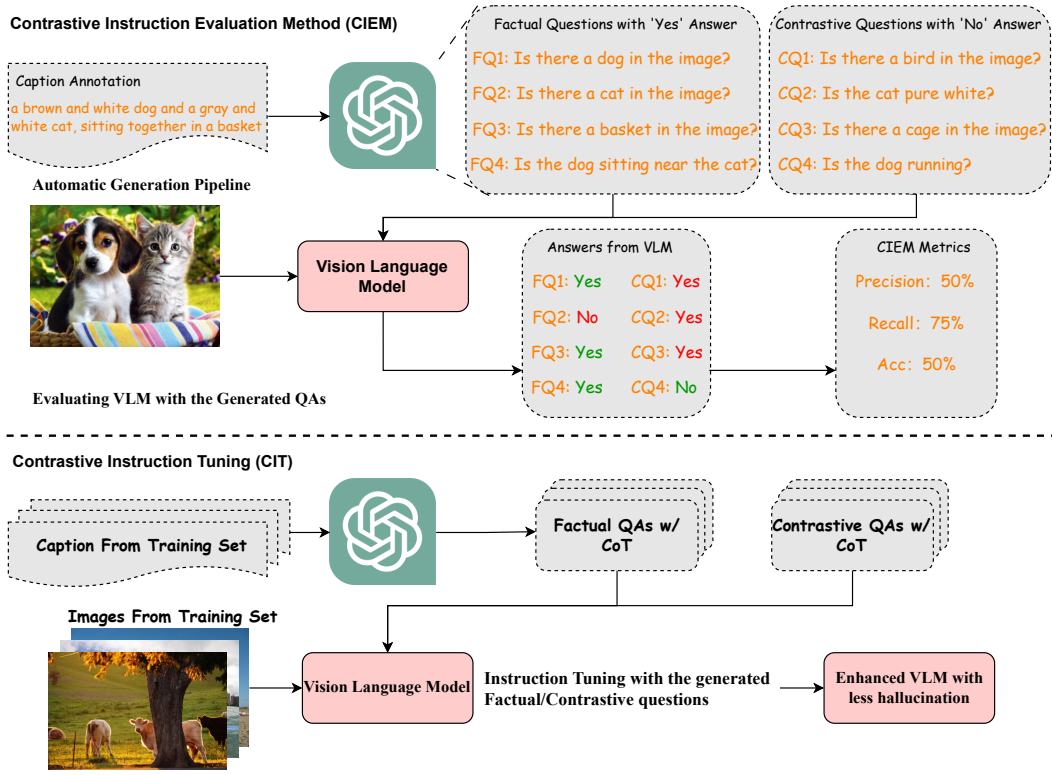 Contrastive Instruction Evaluation Method (CIEM)
Caption Annotation
a brown and white dog and a gray and
white cat, sitting together in a basket
Automatic Generation Pipeline
Factual Questions with 'Yes' Answer
FQ1: Is there a dog in the image?
FQ2: Is there a cat in the image?
FQ3: Is there a basket in the image?
FQ4: Is the dog sitting near the cat?
Contrastive Questions with 'No' Answer
CQ1: Is there a bird in the image?
CQ2: Is the cat pure white?
CQ3: Is there a cage in the image?
CQ4: Is the dog running?
Vision Language
Model
Answers from VLM
FQ1: Yes CQ1: Yes
FQ2: No CQ2: Yes
FQ3: Yes CQ3: Yes
FQ4: Yes CQ4: No
CIEM Metrics
Precision: 50%
Recall: 75%
Acc: 50%
Evaluating VLM with the Generated QAs
Contrastive Instruction Tuning (CIT)
Caption From Training Set
Factual QAs w/
CoT
Contrastive QAs w/
CoT
Images From Training Set
Vision Language Model
Instruction Tuning with the generated
Factual/Contrastive questions
Enhanced VLM with
less hallucination